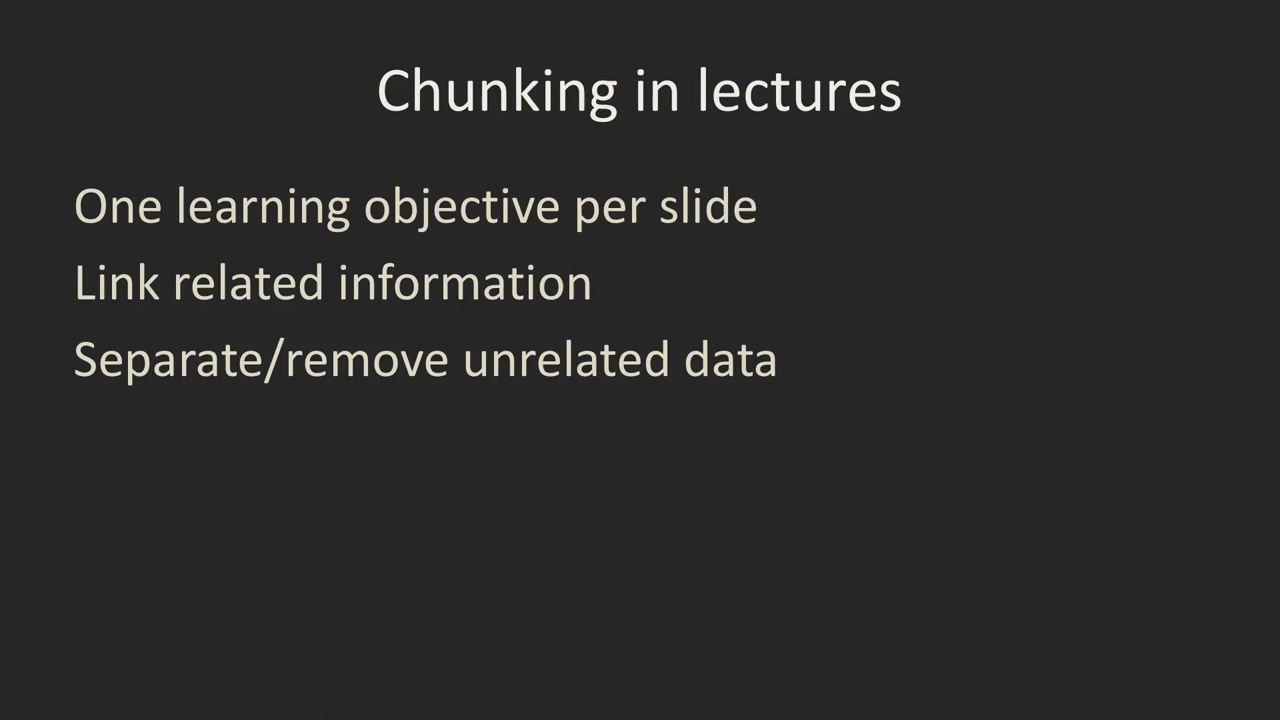 Chunking in lectures
One learning objective per slide
Link related information
Separate/remove unrelated data